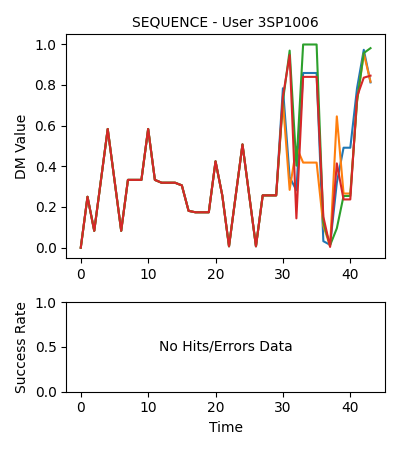 SEQUENCE - User 3SP1006
DM Value
1.0
0.8
0.6
0.4
0.2
0.0
0 10 20 30 40
Success Rate
1.0
0.5
0.0
No Hits/Errors Data
0 10 20 30 40
Time